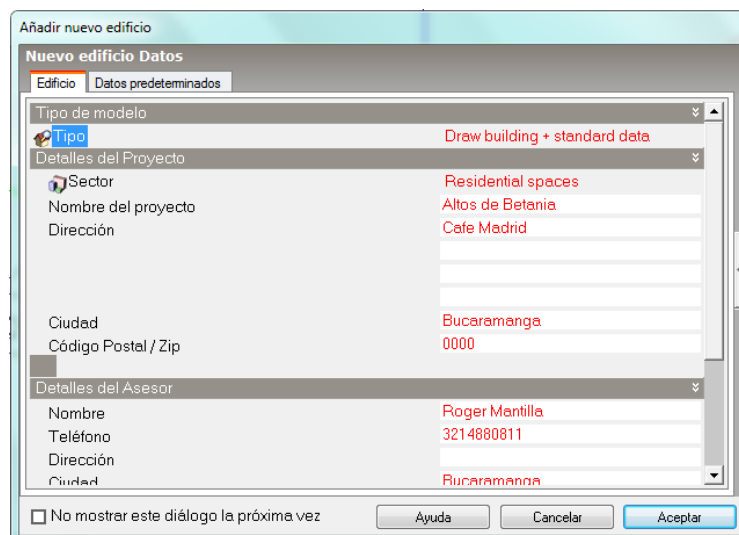 Añadir nuevo edificio
Nuevo edificio Datos
Edificio Datos predeterminados
Tipo de modelo
Tipo Draw building + standard data
Detalles del Proyecto
Sector Residential spaces
Nombre del proyecto Altos de Betania
Dirección Cafe Madrid
Ciudad Bucaramanga
Código Postal / Zip 0000
Detalles del Asesor
Nombre Roger Mantilla
Teléfono 3214880811
Dirección
Ciudad Bucaramanga
No mostrar este diálogo la próxima vez Ayuda Cancelar Aceptar